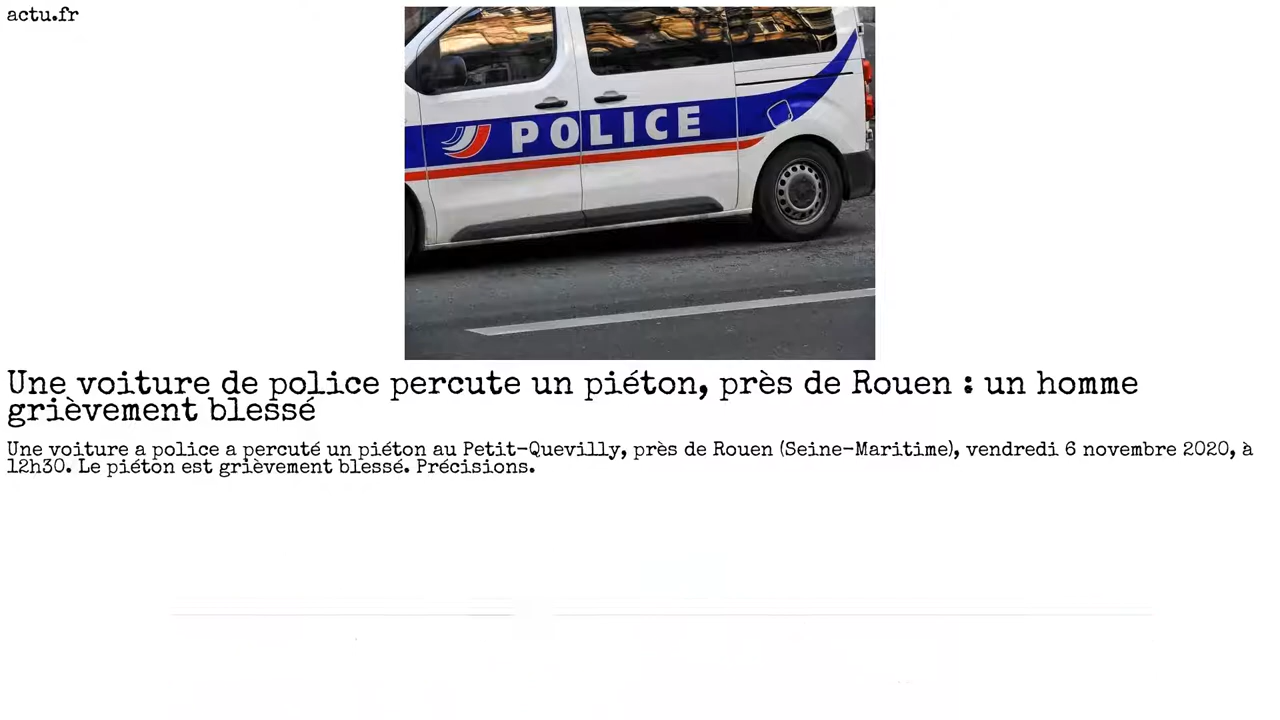 actu.fr
POLICE
Une voiture de police percute un piéton, près de Rouen : un homme
grièvement blessé
Une voiture a police a percuté un piéton au Petit-Quevilly, près de Rouen (Seine-Maritime), vendredi 6 novembre 2020, à
12h30. Le piéton est grièvement blessé. Précisions.